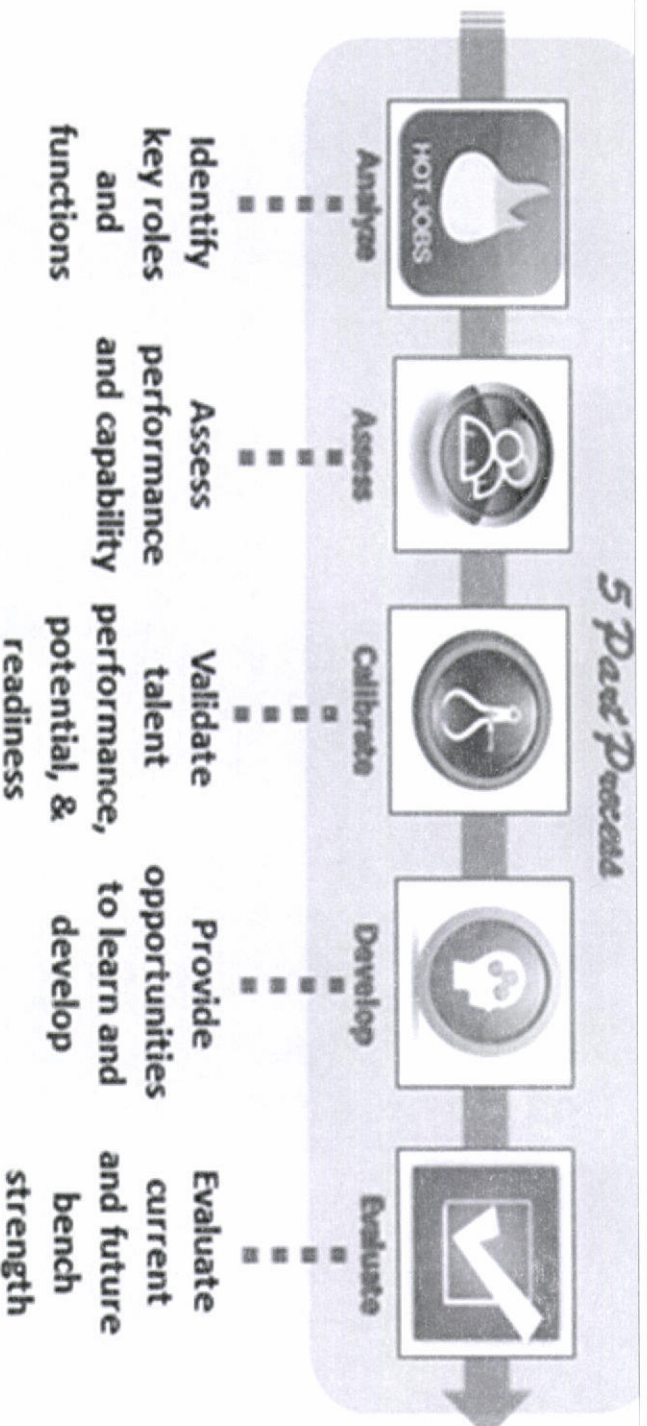 5 Part Process
HOT JOBS
Analyze
Assess
Calibrate
Develop
Evaluate
Identify
key roles
and
functions
Assess
performance
and capability
Validate
talent
performance,
potential, &
readiness
Provide
opportunities
to learn and
develop
Evaluate
current
and future
bench
strength